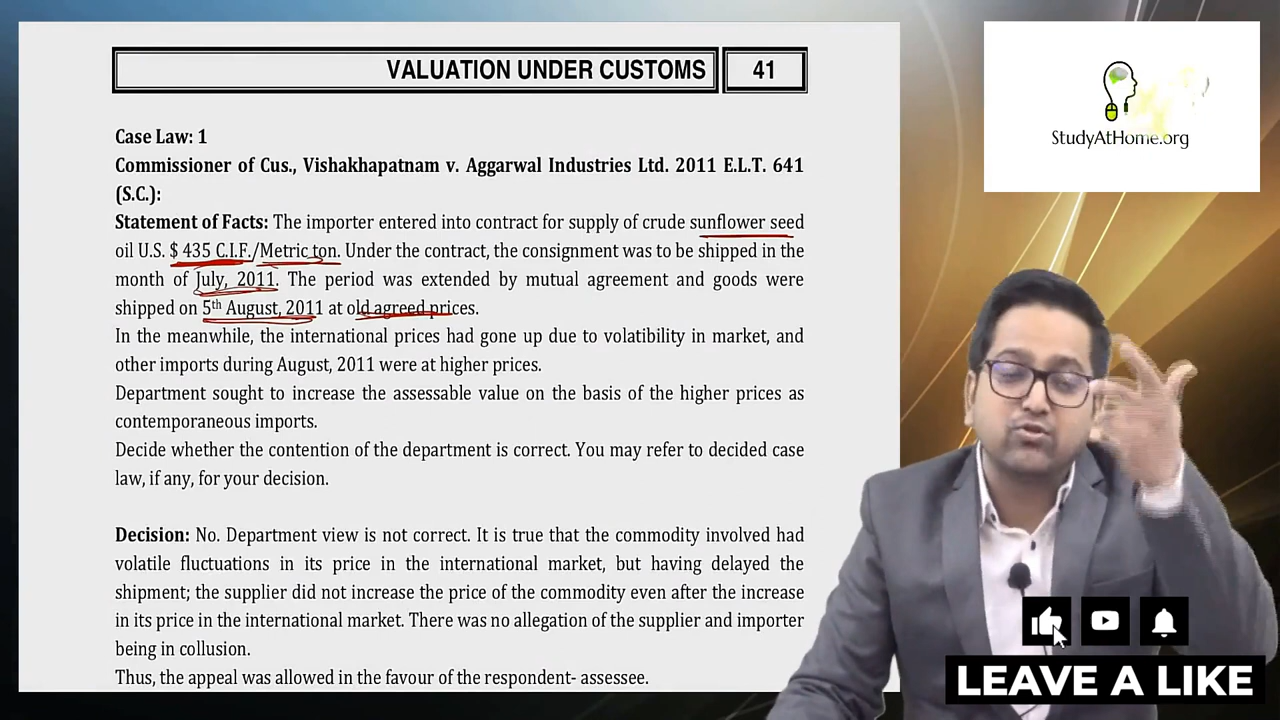 VALUATION UNDER CUSTOMS 41
StudyAtHome.org
Case Law: 1
Commissioner of Cus., Vishakhapatnam v. Aggarwal Industries Ltd. 2011 E.L.T. 641
(S.C.):
Statement of Facts: The importer entered into contract for supply of crude sunflower seed
oil U.S. $ 435 C.I.F./Metric ton. Under the contract, the consignment was to be shipped in the
month of July, 2011. The period was extended by mutual agreement and goods were
shipped on 5th August, 2011 at old agreed prices.
In the meanwhile, the international prices had gone up due to volatibility in market, and
other imports during August, 2011 were at higher prices.
Department sought to increase the assessable value on the basis of the higher prices as
contemporaneous imports.
Decide whether the contention of the department is correct. You may refer to decided case
law, if any, for your decision.
Decision: No. Department view is not correct. It is true that the commodity involved had
volatile fluctuations in its price in the international market, but having delayed the
shipment; the supplier did not increase the price of the commodity even after the increase
in its price in the international market. There was no allegation of the supplier and importer
being in collusion.
Thus, the appeal was allowed in the favour of the respondent- assessee.
LEAVE A LIKE